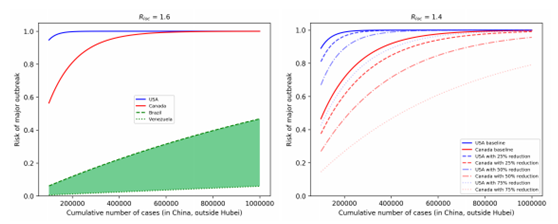 R_loc = 1.6
Risk of major outbreak
1.0
0.8
0.6
0.4
0.2
0.0
USA
Canada
Brazil
Venezuela
200000 400000 600000 800000 1000000
Cumulative number of cases (in China, outside Hubei)
R_loc = 1.4
Risk of major outbreak
1.0
0.8
0.6
0.4
0.2
0.0
USA baseline
Canada baseline
USA with 25% reduction
Canada with 25% reduction
USA with 50% reduction
Canada with 50% reduction
USA with 75% reduction
Canada with 75% reduction
200000 400000 600000 800000 1000000
Cumulative number of cases (in China, outside Hubei)